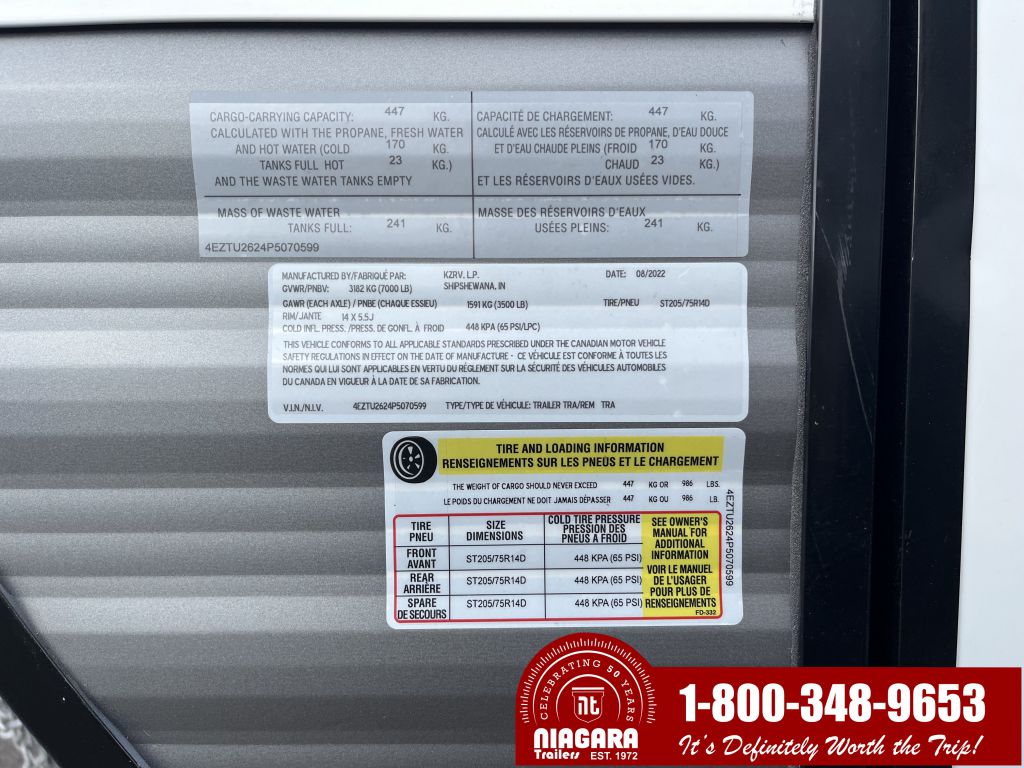 CARGO-CARRYING CAPACITY: 447 KG.
CALCULATED WITH THE PROPANE, FRESH WATER
AND HOT WATER (COLD 170 KG.
TANKS FULL HOT 23 KG.)
AND THE WASTE WATER TANKS EMPTY
CAPACITÉ DE CHARGEMENT: 447 KG.
CALCULÉ AVEC LES RÉSERVOIRS DE PROPANE, D'EAU DOUCE
ET D'EAU CHAUDE PLEINS (FROID 170 KG.
CHAUD 23 KG.)
ET LES RÉSERVOIRS D'EAUX USÉES VIDES.
MASS OF WASTE WATER
TANKS FULL: 241 KG.
MASSE DES RÉSERVOIRS D'EAUX
USÉES PLEINS: 241 KG.
4EZTU2624P5070599
MANUFACTURED BY/FABRIQUÉ PAR: KZRV, L.P. DATE: 08/2022
GVWR/PNBV: 3182 KG (7000 LB) SHIPSHEWANA, IN
GAWR (EACH AXLE) / PNBE (CHAQUE ESSIEU) 1591 KG (3500 LB) TIRE/PNEU ST205/75R14D
RIM/JANTE 14 X 5.5J
COLD INFL. PRESS. /PRESS. DE GONFL. À FROID 448 KPA (65 PSI/LPC)
THIS VEHICLE CONFORMS TO ALL APPLICABLE STANDARDS PRESCRIBED UNDER THE CANADIAN MOTOR VEHICLE
SAFETY REGULATIONS IN EFFECT ON THE DATE OF MANUFACTURE - CE VÉHICULE EST CONFORME À TOUTES LES
NORMES QUI LUI SONT APPLICABLES EN VERTU DU RÉGLEMENT SUR LA SÉCURITÉ DES VÉHICULES AUTOMOBILES
DU CANADA EN VIGUEUR À LA DATE DE SA FABRICATION.
V.I.N./N.I.V. 4EZTU2624P5070599 TYPE/TYPE DE VÉHICULE: TRAILER TRA/REM TRA
TIRE AND LOADING INFORMATION
RENSEIGNEMENTS SUR LES PNEUS ET LE CHARGEMENT
THE WEIGHT OF CARGO SHOULD NEVER EXCEED 447 KG OR 986 LBS.
LE POIDS DU CHARGEMENT NE DOIT JAMAIS DÉPASSER 447 KG OU 986 LB.
TIRE
PNEU
SIZE
DIMENSIONS
COLD TIRE PRESSURE
PRESSION DES
PNEUS A FROID
FRONT
AVANT
ST205/75R14D 448 KPA (65 PSI)
REAR
ARRIÈRE
ST205/75R14D 448 KPA (65 PSI)
SPARE
DE SECOURS
ST205/75R14D 448 KPA (65 PSI)
SEE OWNER'S
MANUAL FOR
ADDITIONAL
INFORMATION
VOIR LE MANUEL
DE L'USAGER
POUR PLUS DE
RENSEIGNEMENTS
FD-332
4EZTU2624P5070599
CELEBRATING 50 YEARS
nt
NIAGARA
Trailers EST. 1972
1-800-348-9653
It's Definitely Worth the Trip!